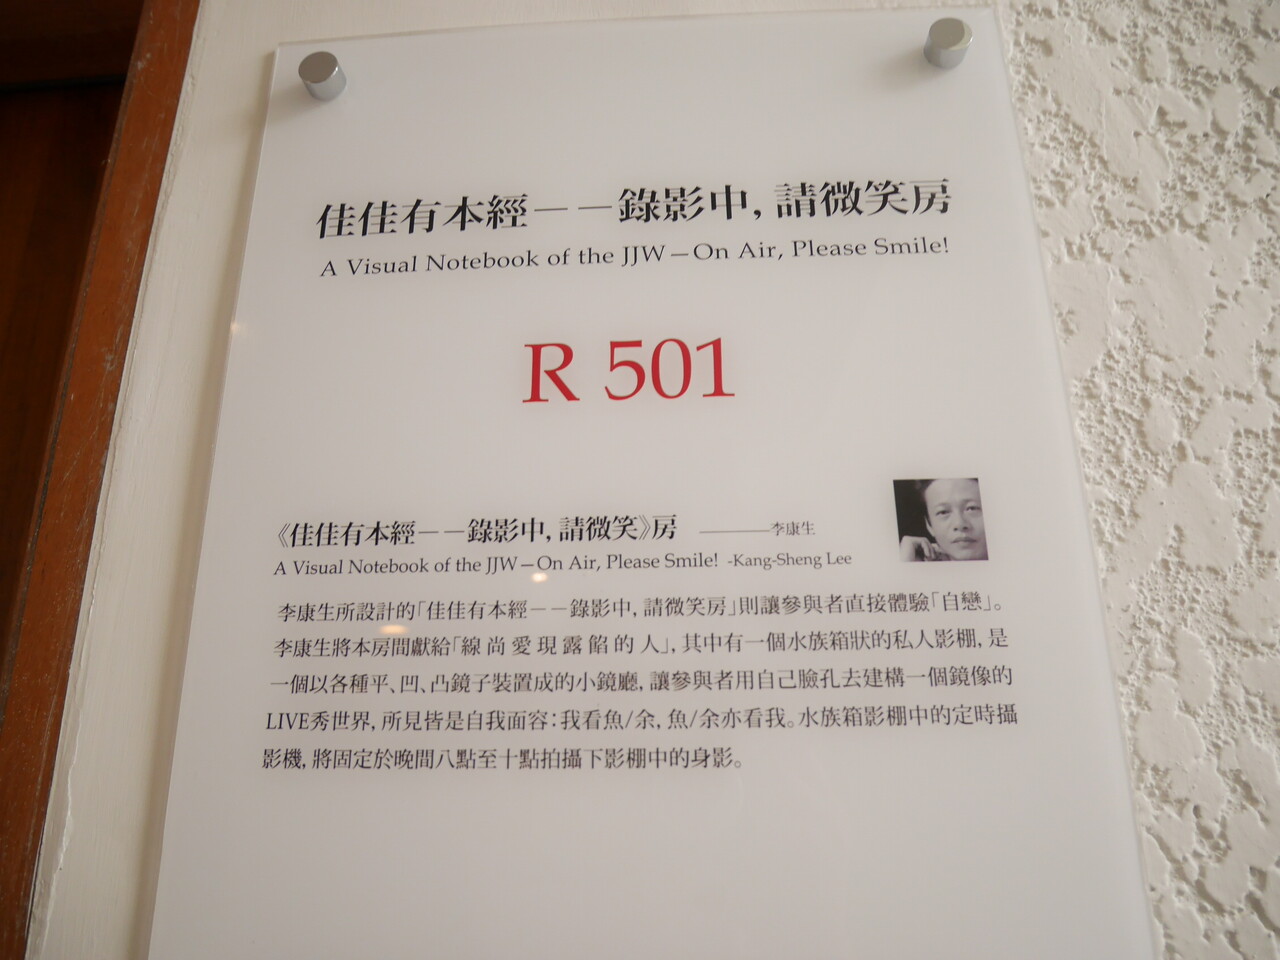 佳佳有本經－－錄影中，請微笑房
A Visual Notebook of the JJW—On Air, Please Smile!
R 501
《佳佳有本經－－錄影中，請微笑》房 ————李康生
A Visual Notebook of the JJW—On Air, Please Smile! -Kang-Sheng Lee
李康生所設計的「佳佳有本經－－錄影中，請微笑房」則讓參與者直接體驗「自戀」。
李康生將本房間獻給「線尚愛現露餡的人」，其中有一個水族箱狀的私人影棚，是
一個以各種平、凹、凸鏡子裝置成的小鏡廳，讓參與者用自己臉孔去建構一個鏡像的
LIVE秀世界，所見皆是自我面容：我看魚/余，魚/余亦看我。水族箱影棚中的定時攝
影機，將固定於晚間八點至十點拍攝下影棚中的身影。